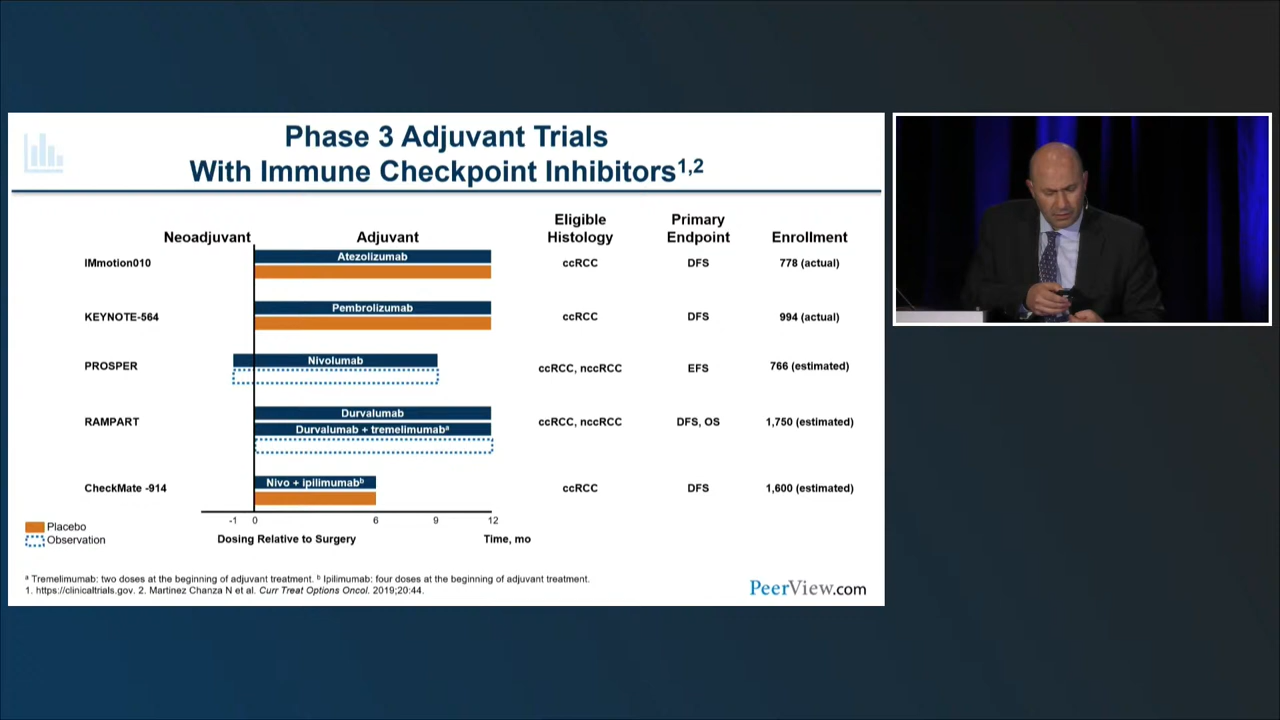 Phase 3 Adjuvant Trials
With Immune Checkpoint Inhibitors1,2
Neoadjuvant Adjuvant Eligible Histology Primary Endpoint Enrollment
IMmotion010 Atezolizumab ccRCC DFS 778 (actual)
KEYNOTE-564 Pembrolizumab ccRCC DFS 994 (actual)
PROSPER Nivolumab ccRCC, nccRCC EFS 766 (estimated)
RAMPART Durvalumab ccRCC, nccRCC DFS, OS 1,750 (estimated)
Durvalumab + tremelimumaba
CheckMate -914 Nivo + ipilimumabb ccRCC DFS 1,600 (estimated)
-1 0 6 9 12
Placebo
Observation
Dosing Relative to Surgery Time, mo
a Tremelimumab: two doses at the beginning of adjuvant treatment. b Ipilimumab: four doses at the beginning of adjuvant treatment.
1. https://clinicaltrials.gov. 2. Martinez Chanza N et al. Curr Treat Options Oncol. 2019;20:44.
PeerView.com